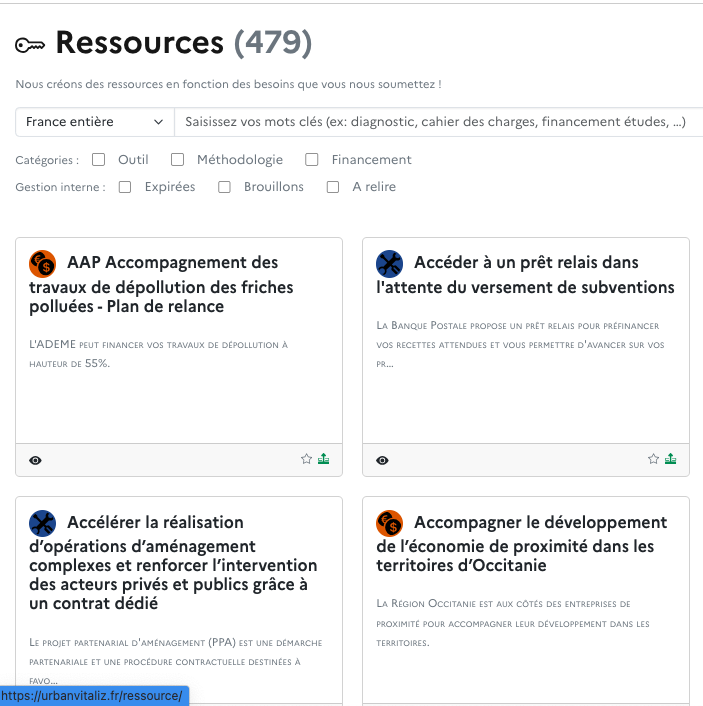 Ressources (479)
Nous créons des ressources en fonction des besoins que vous nous soumettez !
France entière
Saisissez vos mots clés (ex: diagnostic, cahier des charges, financement études, ...)
Catégories : Outil Méthodologie Financement
Gestion interne : Expirées Brouillons A relire
AAP Accompagnement des
travaux de dépollution des friches
polluées - Plan de relance
L'ADEME peut financer vos travaux de dépollution à
hauteur de 55%.
Accéder à un prêt relais dans
l'attente du versement de subventions
La Banque Postale propose un prêt relais pour préfinancer
vos recettes attendues et vous permettre d'avancer sur vos
pr...
Accélérer la réalisation
d’opérations d’aménagement
complexes et renforcer l’intervention
des acteurs privés et publics grâce à
un contrat dédié
Le projet partenarial d'aménagement (PPA) est une démarche
partenariale et une procédure contractuelle destinées à
favo...
Accompagner le développement
de l’économie de proximité dans les
territoires d’Occitanie
La Région Occitanie est aux côtés des entreprises de
proximité pour accompagner leur développement dans les
territoires.
https://urbanvitaliz.fr/ressource/